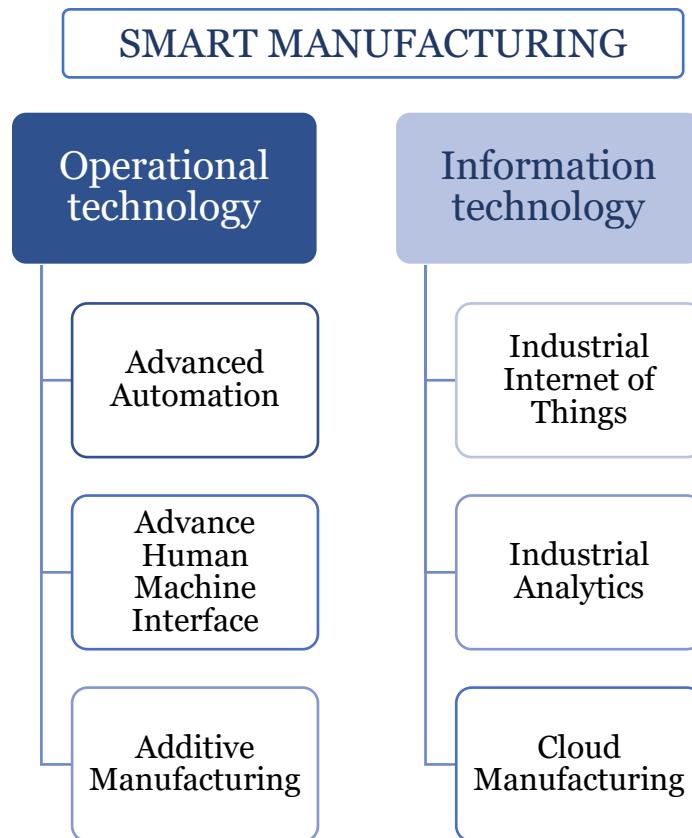 SMART MANUFACTURING
Operational
technology
Advanced
Automation
Advance
Human
Machine
Interface
Additive
Manufacturing
Information
technology
Industrial
Internet of
Things
Industrial
Analytics
Cloud
Manufacturing